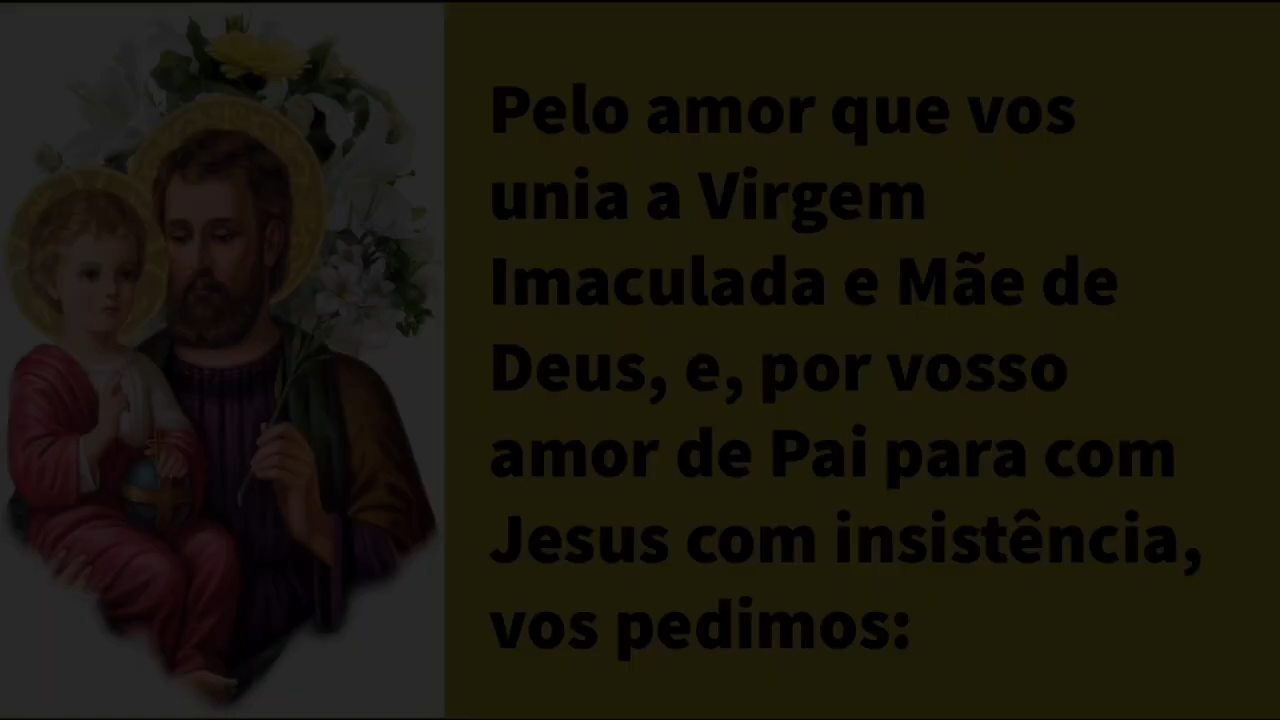 Pelo amor que vos
unia a Virgem
Imaculada e Mãe de
Deus, e, por vosso
amor de Pai para com
Jesus com insistência,
vos pedimos: